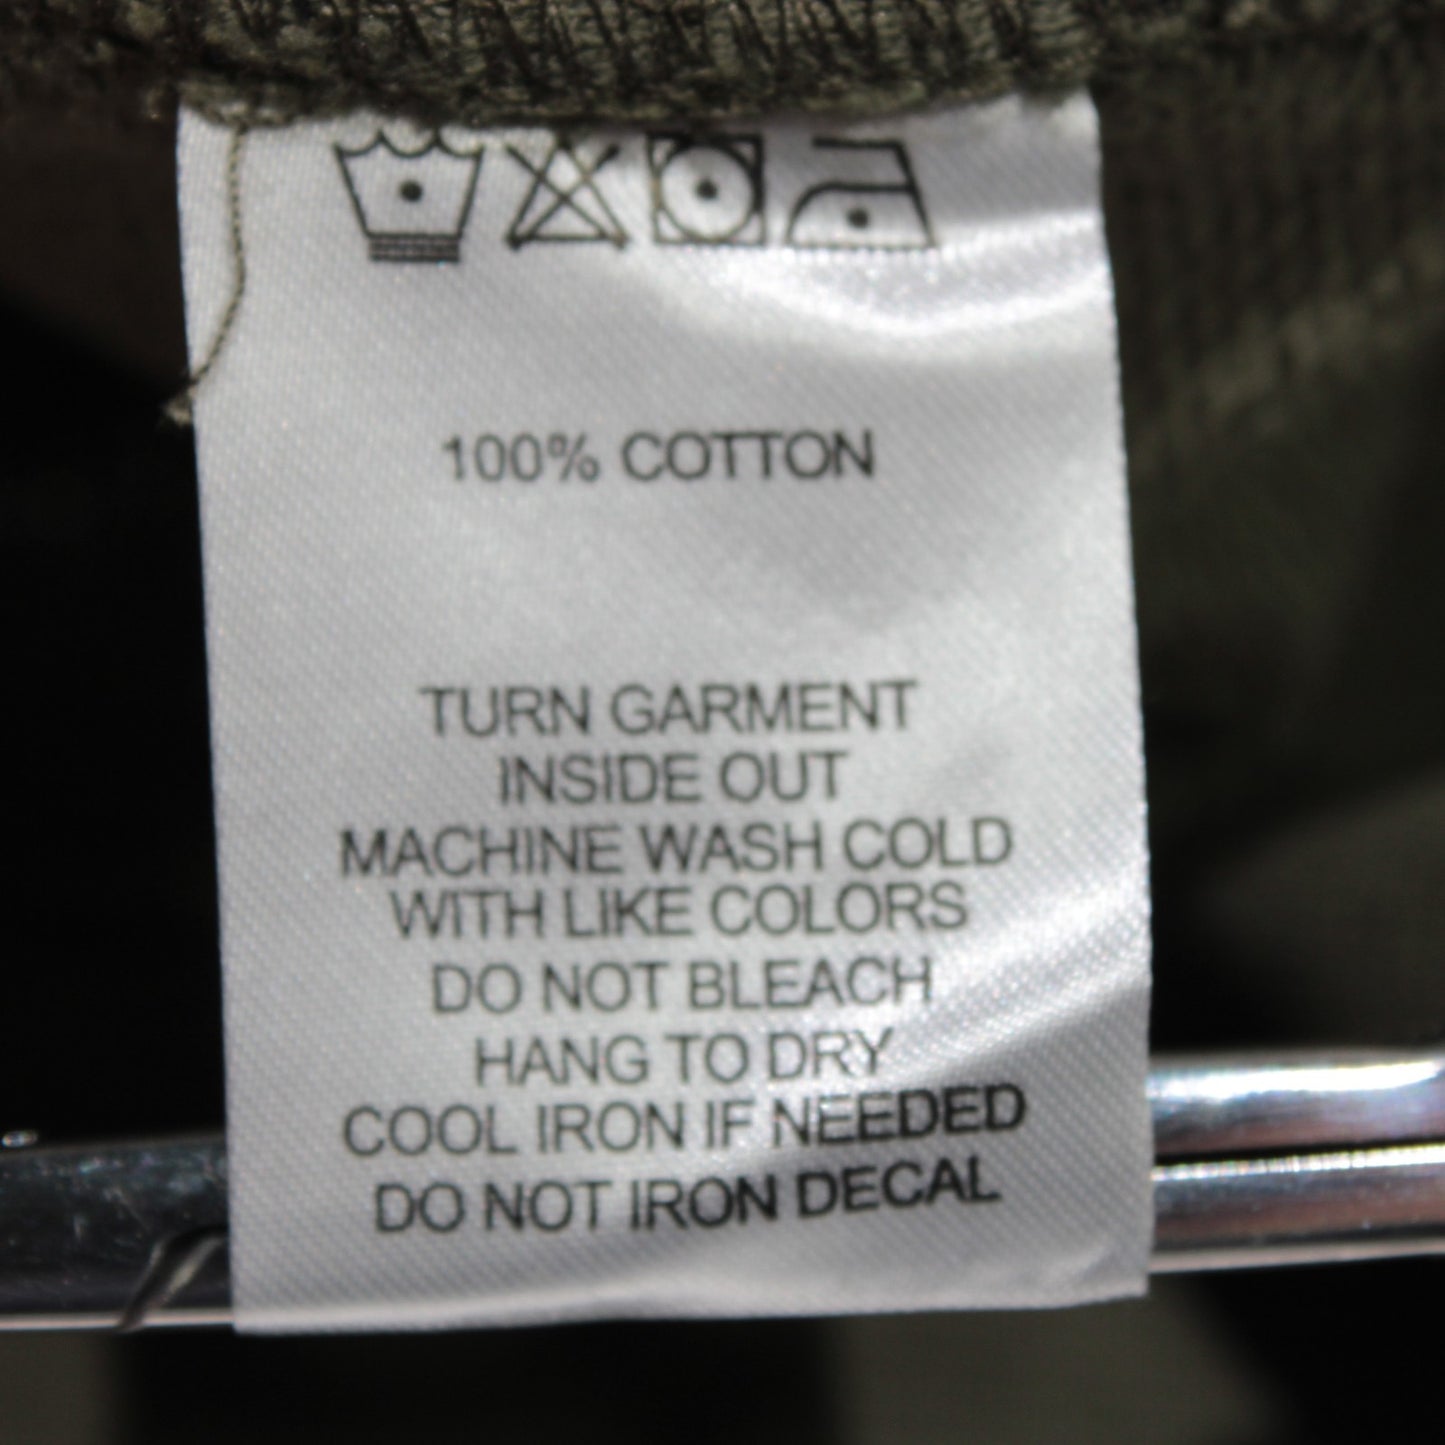 100% COTTON
TURN GARMENT
INSIDE OUT
MACHINE WASH COLD
WITH LIKE COLORS
DO NOT BLEACH
HANG TO DRY
COOL IRON IF NEEDED
DO NOT IRON DECAL